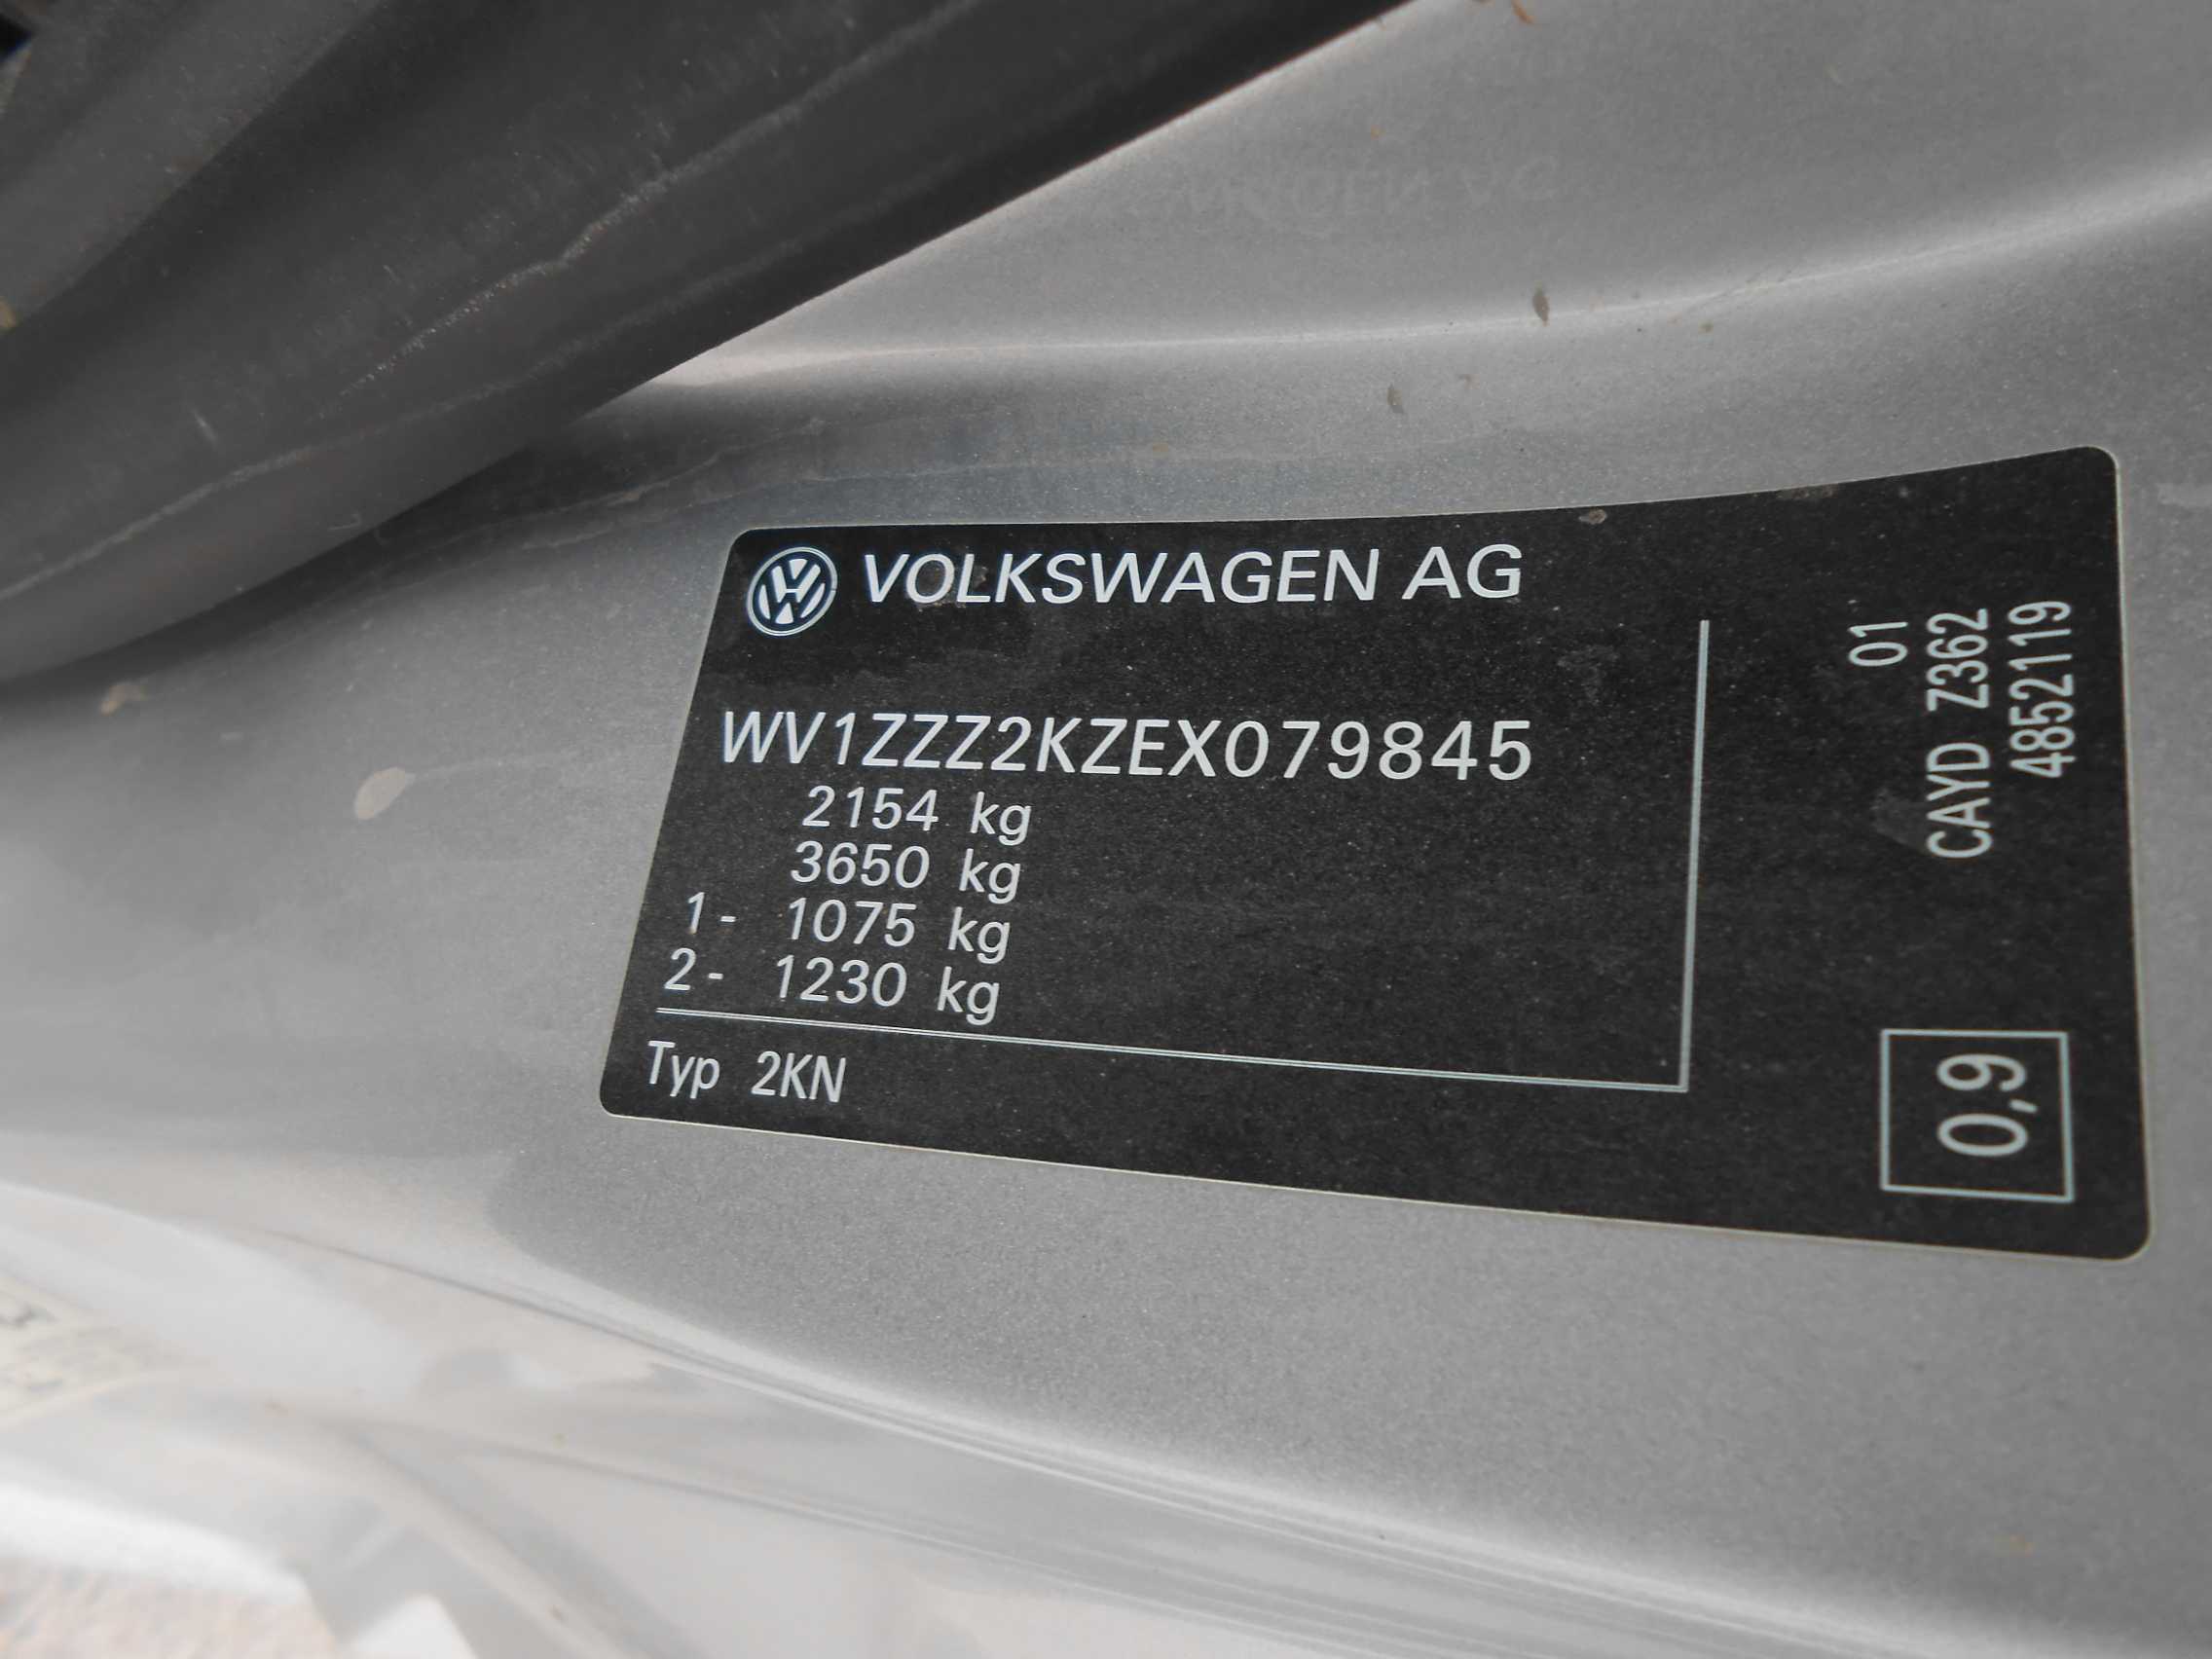 VOLKSWAGEN AG
WV1ZZZ2KZEX079845
2154 kg
3650 kg
1- 1075 kg
2- 1230 kg
Typ 2KN
01
CAYD Z362
4852119
0,9